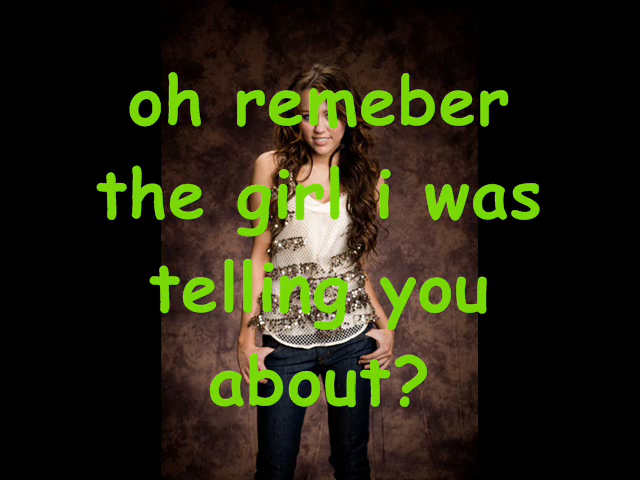 oh remeber
the girl i was
telling you
about?